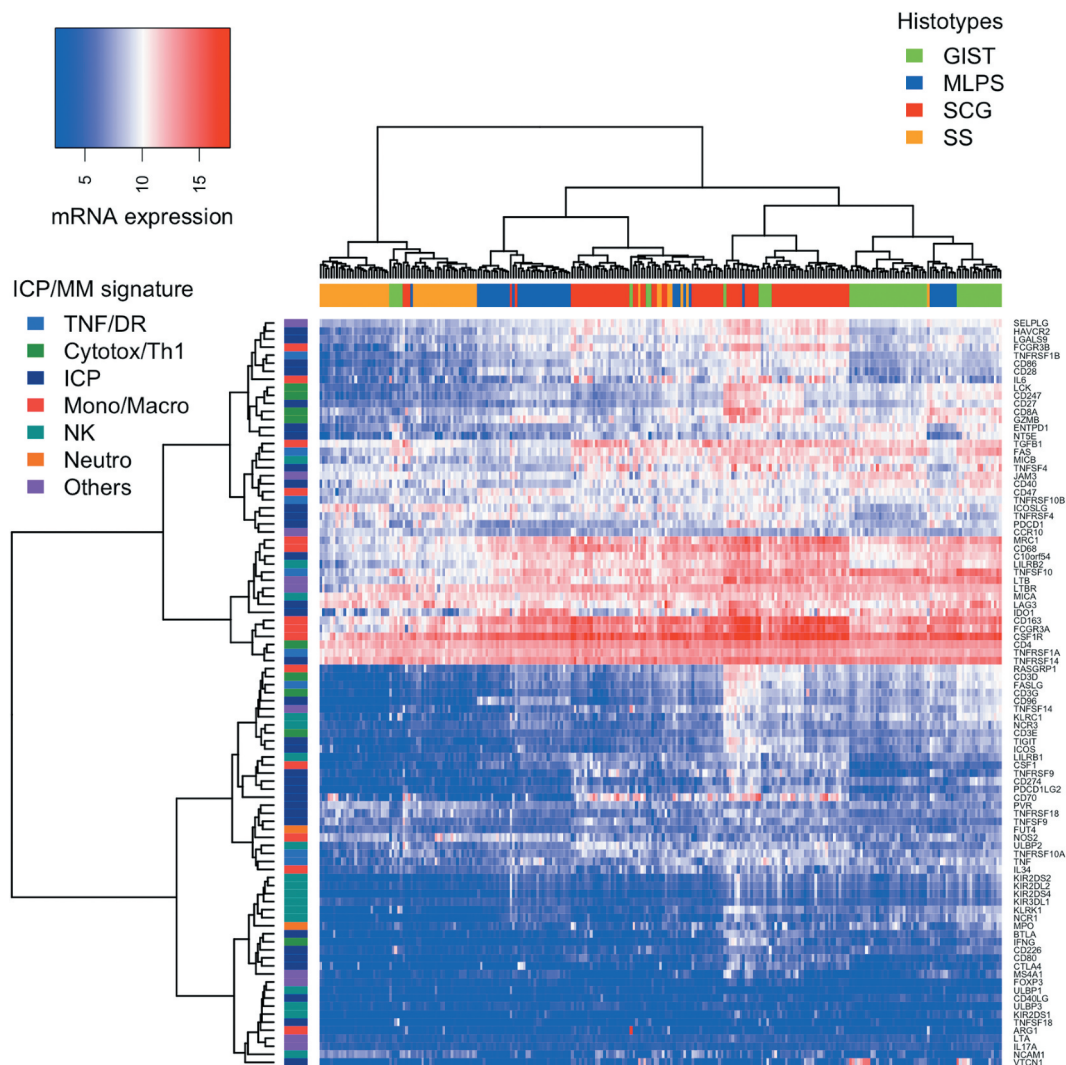 Histotypes
GIST
MLPS
SCG
SS
5
10
15
mRNA expression
ICP/MM signature
TNF/DR
Cytotox/Th1
ICP
Mono/Macro
NK
Neutro
Others
SELPLG
HAVCR2
LGALS9
FCGR3B
TNFRSF1B
CD86
CD28
IL6
LCK
CD247
CD27
CD8A
GZMB
ENTPD1
NT5E
TGFB1
FAS
MICB
TNFSF4
JAM3
CD40
CD47
TNFRSF10B
ICOSLG
TNFRSF4
PDCD1
CCR10
MRC1
CD68
C10orf54
LILRB2
TNFSF10
LTB
LTBR
MICA
LAG3
IDO1
CD163
FCGR3A
CSF1R
CD4
TNFRSF1A
TNFRSF14
RASGRP1
CD3D
FASLG
CD3G
CD96
TNFSF14
KLRC1
NCR3
CD3E
TIGIT
ICOS
LILRB1
CSF1
TNFRSF9
CD274
PDCD1LG2
CD70
PVR
TNFRSF18
TNFSF9
FUT4
NOS2
ULBP2
TNFRSF10A
TNF
IL34
KIR2DS2
KIR2DL2
KIR2DS4
KIR3DL1
KLRK1
NCR1
MPO
BTLA
IFNG
CD226
CD80
CTLA4
MS4A1
FOXP3
ULBP1
CD40LG
ULBP3
KIR2DS1
TNFSF18
ARG1
LTA
IL17A
NCAM1
VTCN1